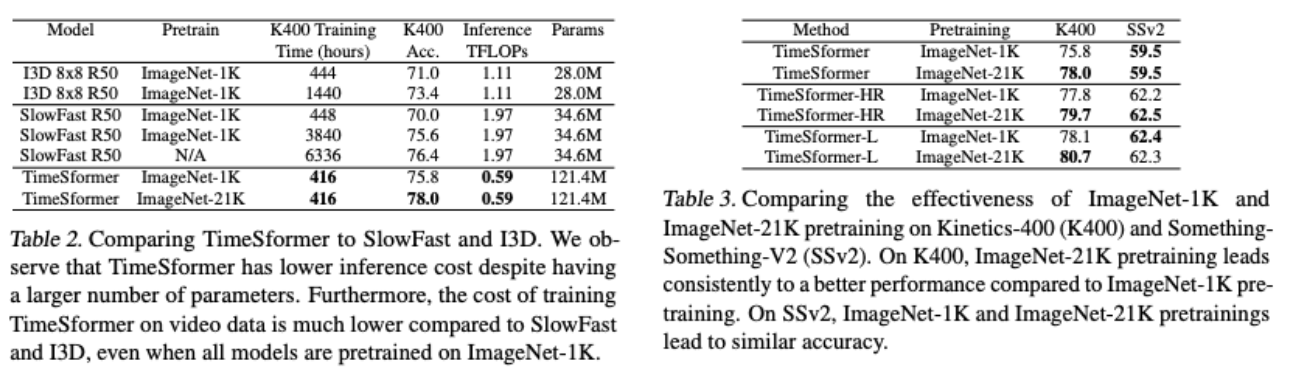 Model Pretrain K400 Training K400 Inference Params
Time (hours) Acc. TFLOPs
I3D 8x8 R50 ImageNet-1K 444 71.0 1.11 28.0M
I3D 8x8 R50 ImageNet-1K 1440 73.4 1.11 28.0M
SlowFast R50 ImageNet-1K 448 70.0 1.97 34.6M
SlowFast R50 ImageNet-1K 3840 75.6 1.97 34.6M
SlowFast R50 N/A 6336 76.4 1.97 34.6M
TimeSformer ImageNet-1K 416 75.8 0.59 121.4M
TimeSformer ImageNet-21K 416 78.0 0.59 121.4M
Table 2. Comparing TimeSformer to SlowFast and I3D. We ob-
serve that TimeSformer has lower inference cost despite having
a larger number of parameters. Furthermore, the cost of training
TimeSformer on video data is much lower compared to SlowFast
and I3D, even when all models are pretrained on ImageNet-1K.
Method Pretraining K400 SSv2
TimeSformer ImageNet-1K 75.8 59.5
TimeSformer ImageNet-21K 78.0 59.5
TimeSformer-HR ImageNet-1K 77.8 62.2
TimeSformer-HR ImageNet-21K 79.7 62.5
TimeSformer-L ImageNet-1K 78.1 62.4
TimeSformer-L ImageNet-21K 80.7 62.3
Table 3. Comparing the effectiveness of ImageNet-1K and
ImageNet-21K pretraining on Kinetics-400 (K400) and Something-
Something-V2 (SSv2). On K400, ImageNet-21K pretraining leads
consistently to a better performance compared to ImageNet-1K pre-
training. On SSv2, ImageNet-1K and ImageNet-21K pretrainings
lead to similar accuracy.